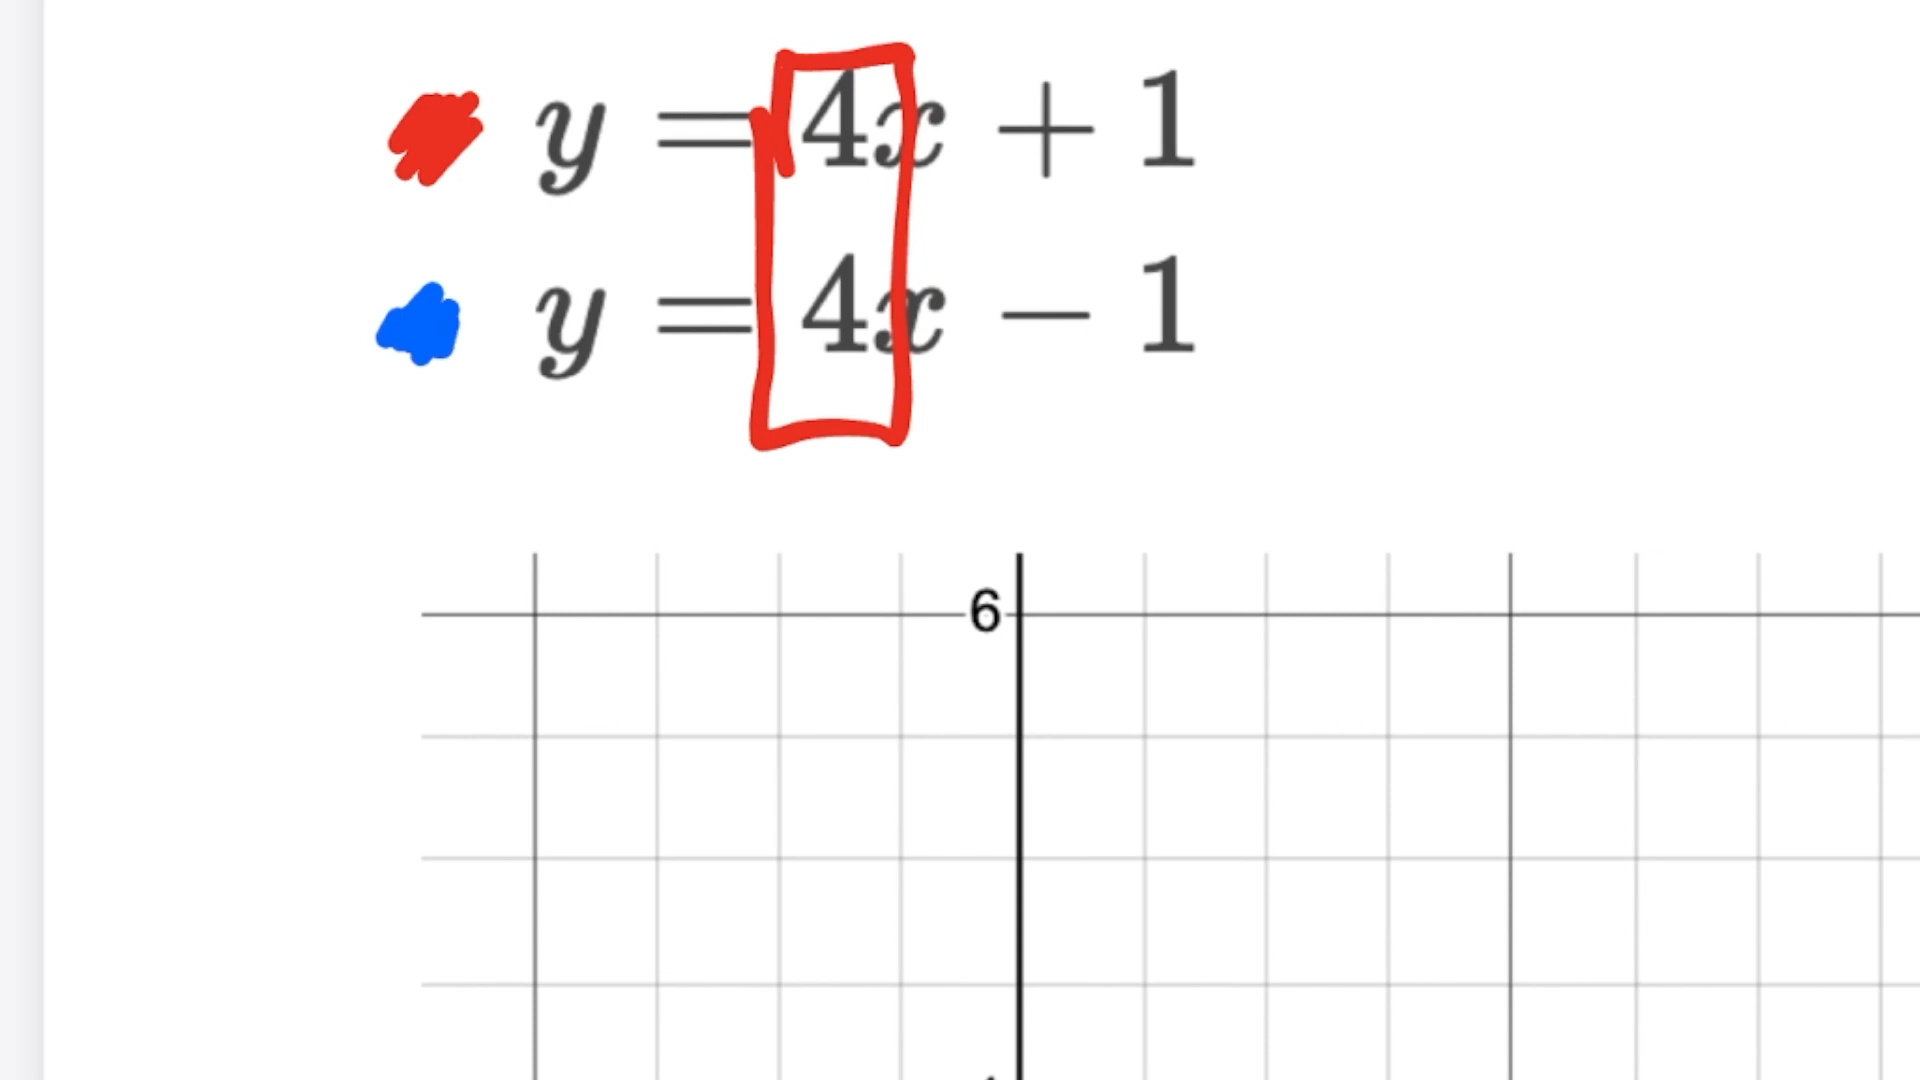 y = 4x + 1
y = 4x − 1
6